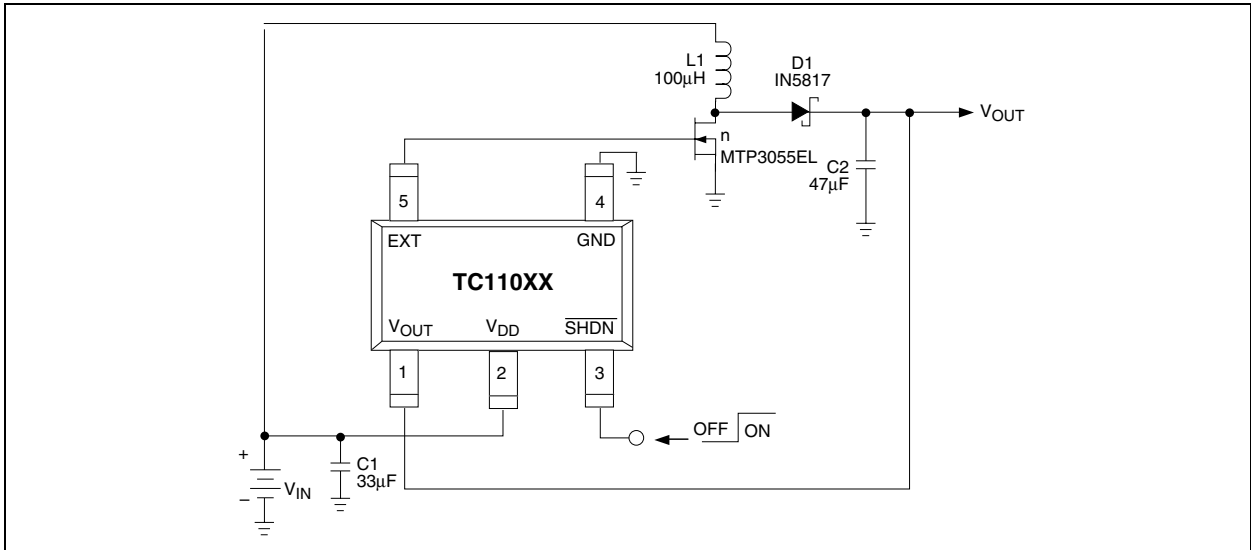 L1
100μH
D1
IN5817
VOUT
n
MTP3055EL
C2
47μF
5
4
EXT
GND
TC110XX
VOUT
VDD
SHDN
1
2
3
OFF
ON
+
C1
33μF
VIN
–